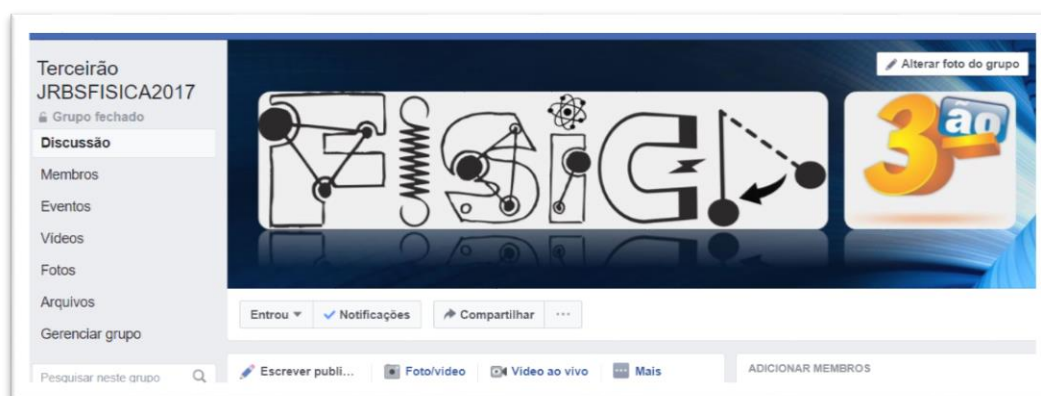 Terceirão
JRBSFISICA2017
Grupo fechado
Discussão
Membros
Eventos
Vídeos
Fotos
Arquivos
Gerenciar grupo
Pesquisar neste grupo
Alterar foto do grupo
FíSiCA
3ão
Entrou
Notificações
Compartilhar
Escrever publi...
Foto/vídeo
Vídeo ao vivo
Mais
ADICIONAR MEMBROS